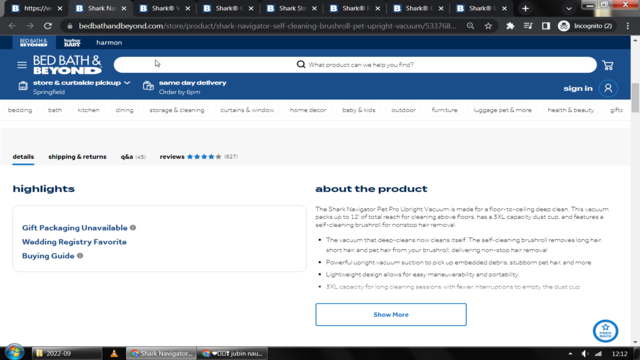 https://w
Shark Nav
Shark® 
Shark® 
Shark Str
Shark® 
Shark® 
Shark® 
bedbathandbeyond.com/store/product/shark-navigator-self-cleaning-brushroll-pet-upright-vacuum/533768...
Incognito (2)
BED BATH &
BEYOND
BABY
harmon
BED BATH &
BEYOND
What product can we help you find?
store & curbside pickup
Springfield
same day delivery
Order by 6pm
sign in
bedding bath kitchen dining storage & cleaning curtains & window home decor baby & kids outdoor furniture luggage pet & more health & beauty gifts
details shipping & returns q&a (45) reviews (627)
highlights
Gift Packaging Unavailable
Wedding Registry Favorite
Buying Guide
about the product
The Shark Navigator Pet Pro Upright Vacuum is made for a floor-to-ceiling deep clean. This vacuum
packs up to 12' of total reach for cleaning above floors, has a 3XL capacity dust cup, and features a
self-cleaning brushroll for nonstop hair removal.
• The vacuum that deep-cleans now cleans itself. The self-cleaning brushroll removes long hair,
short hair, and pet hair from your brushroll, delivering non-stop hair removal
• Powerful upright vacuum suction to pick up embedded debris, stubborn pet hair, and more
• Lightweight design allows for easy maneuverability and portability.
• 3XL capacity for long cleaning sessions with fewer interruptions to empty the dust cup
Show More
FEED
BACK
2022-09
Shark Navigator...
jubin nau...
12:12